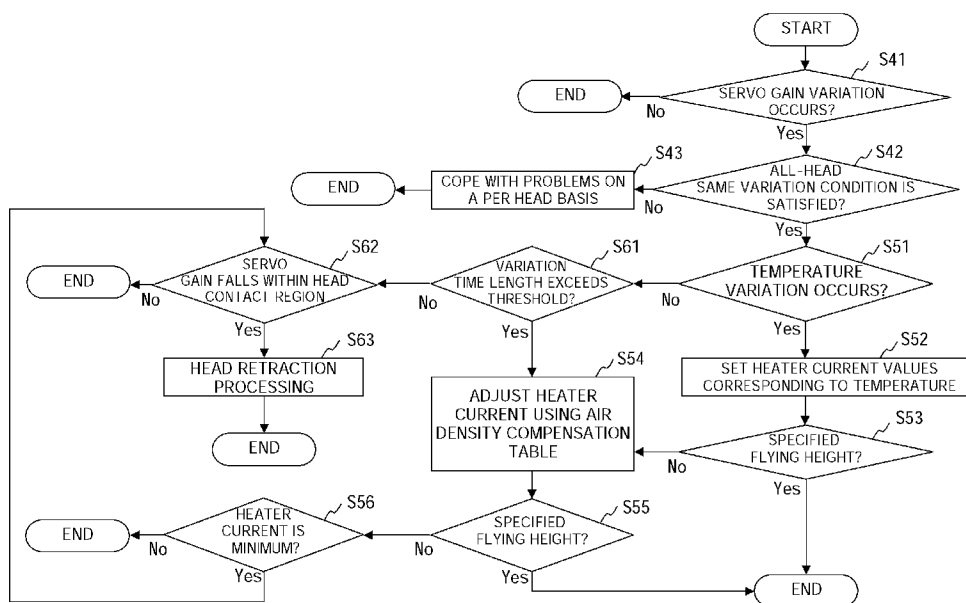 START
S41
SERVO GAIN VARIATION
OCCURS?
No
END
Yes
S42
ALL-HEAD
SAME VARIATION CONDITION IS
SATISFIED?
No
S43
COPE WITH PROBLEMS ON
A PER HEAD BASIS
END
Yes
S51
TEMPERATURE
VARIATION OCCURS?
No
S61
VARIATION
TIME LENGTH EXCEEDS
THRESHOLD?
No
S62
SERVO
GAIN FALLS WITHIN HEAD
CONTACT REGION
No
END
Yes
S63
HEAD RETRACTION
PROCESSING
END
Yes
S54
ADJUST HEATER
CURRENT USING AIR
DENSITY COMPENSATION
TABLE
Yes
S52
SET HEATER CURRENT VALUES
CORRESPONDING TO TEMPERATURE
S53
SPECIFIED
FLYING HEIGHT?
No
Yes
S55
SPECIFIED
FLYING HEIGHT?
No
Yes
S56
HEATER
CURRENT IS
MINIMUM?
No
END
Yes
END